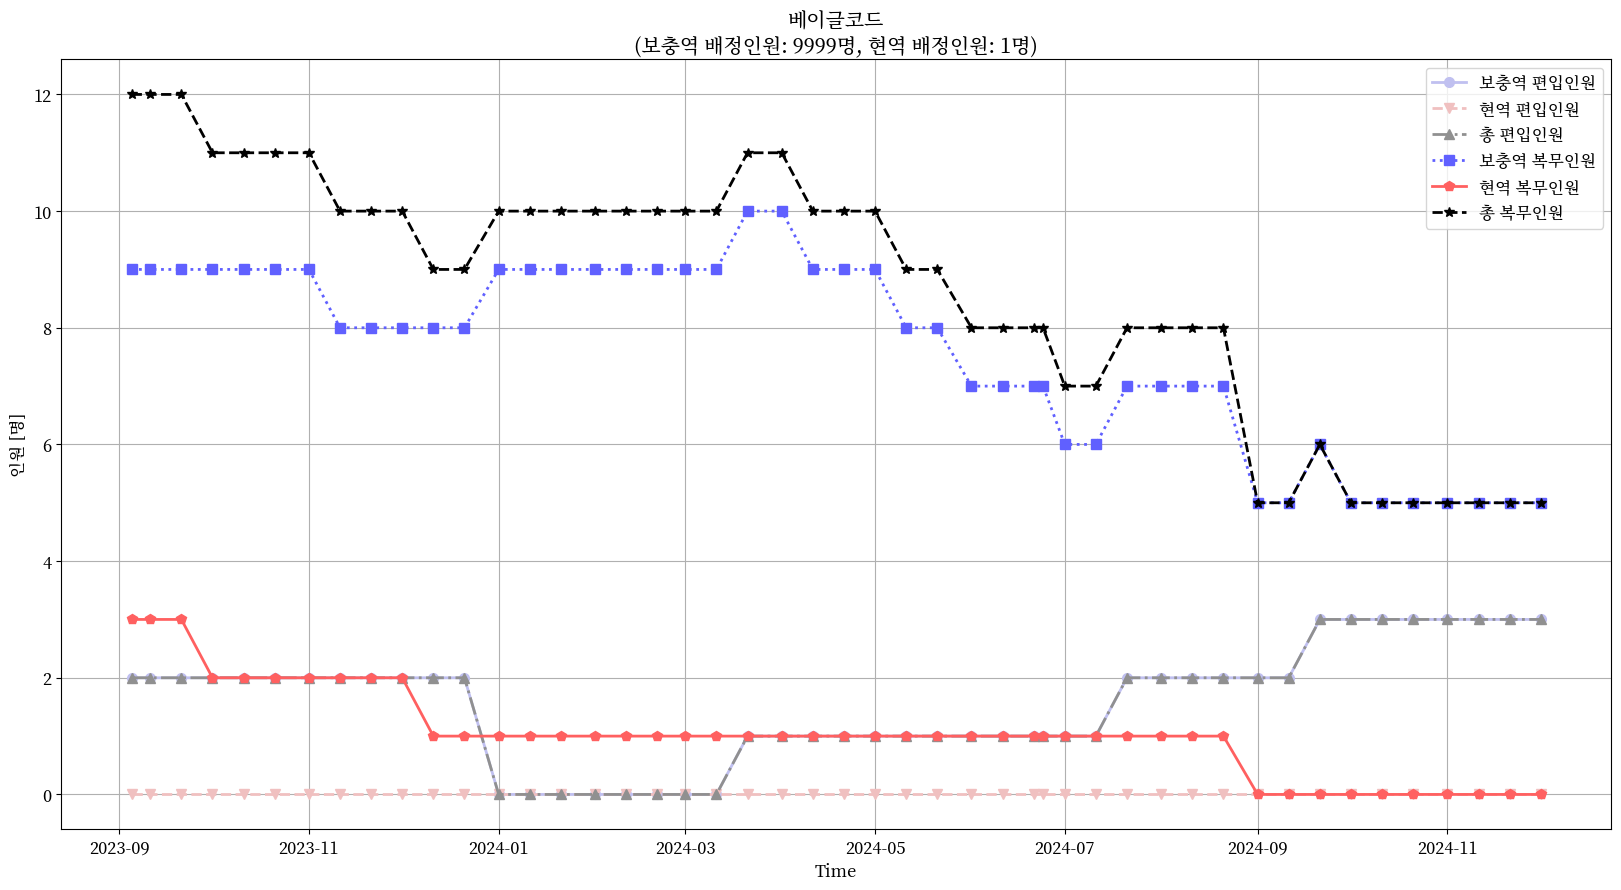 베이글코드
(보충역 배정인원: 9999명, 현역 배정인원: 1명)
보충역 편입인원
현역 편입인원
총 편입인원
보충역 복무인원
현역 복무인원
총 복무인원
인원 [명]
12
10
8
6
4
2
0
2023-09
2023-11
2024-01
2024-03
2024-05
2024-07
2024-09
2024-11
Time